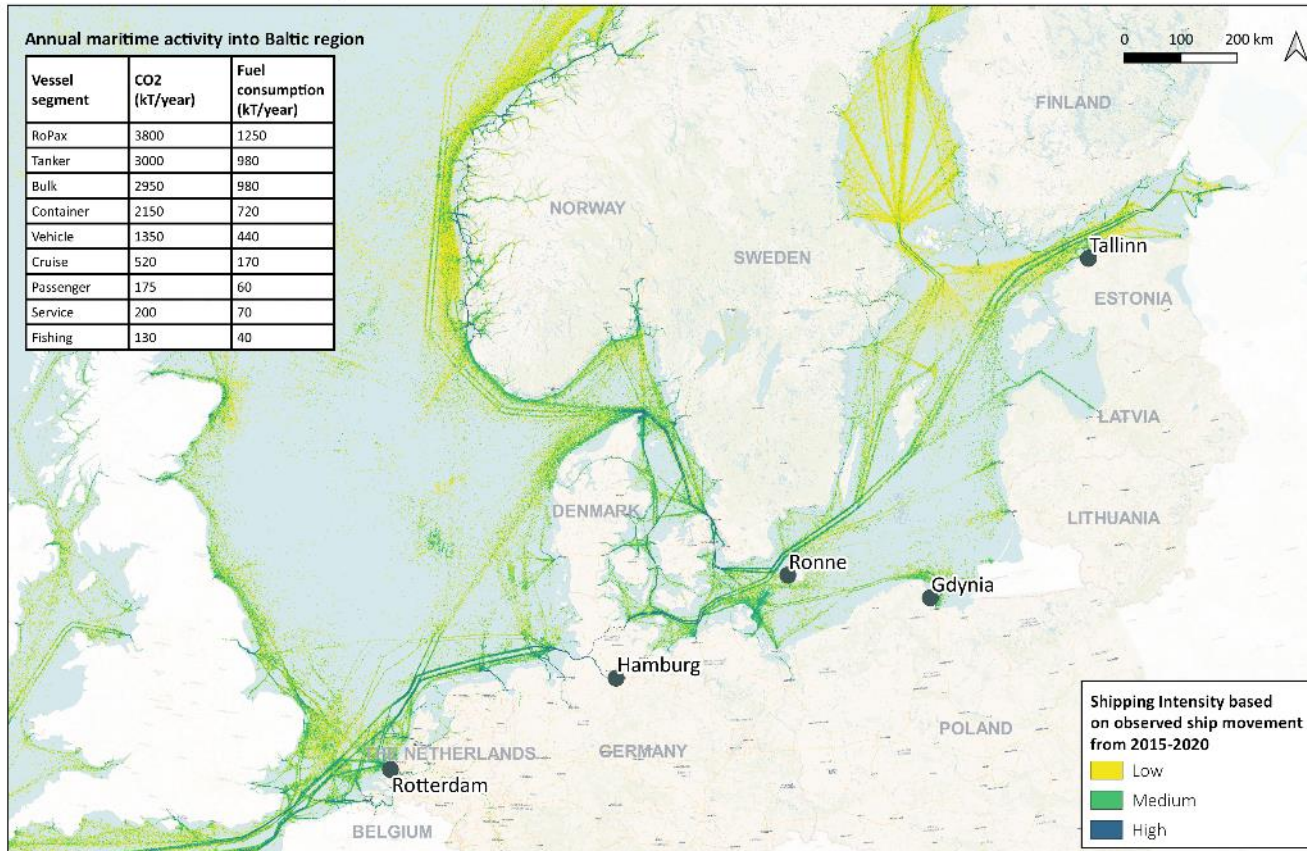 Annual maritime activity into Baltic region
Vessel segment CO2 (kT/year) Fuel consumption (kT/year)
RoPax 3800 1250
Tanker 3000 980
Bulk 2950 980
Container 2150 720
Vehicle 1350 440
Cruise 520 170
Passenger 175 60
Service 200 70
Fishing 130 40
0 100 200 km
FINLAND
NORWAY
SWEDEN
Tallinn
ESTONIA
LATVIA
DENMARK
LITHUANIA
Ronne
Gdynia
Hamburg
POLAND
THE NETHERLANDS
GERMANY
Rotterdam
BELGIUM
Shipping Intensity based
on observed ship movement
from 2015-2020
Low
Medium
High